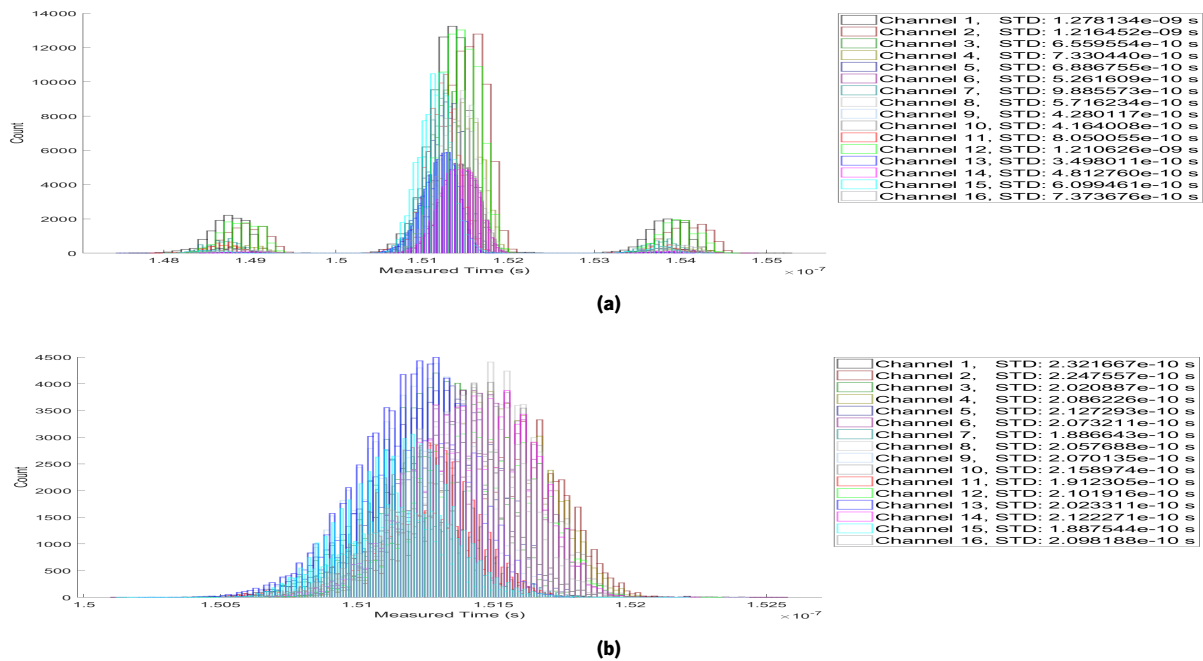 14000
12000
10000
8000
6000
4000
2000
0
Count
1.48 1.49 1.5 1.51 1.52 1.53 1.54 1.55
Measured Time (s)
×10⁻⁷
Channel 1, STD: 1.278134e-09 s
Channel 2, STD: 1.216452e-09 s
Channel 3, STD: 6.559554e-10 s
Channel 4, STD: 7.330440e-10 s
Channel 5, STD: 6.886755e-10 s
Channel 6, STD: 5.261609e-10 s
Channel 7, STD: 9.885573e-10 s
Channel 8, STD: 5.716234e-10 s
Channel 9, STD: 4.280117e-10 s
Channel 10, STD: 4.164008e-10 s
Channel 11, STD: 8.050055e-10 s
Channel 12, STD: 1.210626e-09 s
Channel 13, STD: 3.498011e-10 s
Channel 14, STD: 4.812760e-10 s
Channel 15, STD: 6.099461e-10 s
Channel 16, STD: 7.373676e-10 s
(a)
4500
4000
3500
3000
2500
2000
1500
1000
500
0
Count
1.5 1.505 1.51 1.515 1.52 1.525
Measured Time (s)
×10⁻⁷
Channel 1, STD: 2.321667e-10 s
Channel 2, STD: 2.247557e-10 s
Channel 3, STD: 2.020887e-10 s
Channel 4, STD: 2.086226e-10 s
Channel 5, STD: 2.127293e-10 s
Channel 6, STD: 2.073211e-10 s
Channel 7, STD: 1.886643e-10 s
Channel 8, STD: 2.057688e-10 s
Channel 9, STD: 2.070135e-10 s
Channel 10, STD: 2.158974e-10 s
Channel 11, STD: 1.912305e-10 s
Channel 12, STD: 2.101916e-10 s
Channel 13, STD: 2.023311e-10 s
Channel 14, STD: 2.122271e-10 s
Channel 15, STD: 1.887544e-10 s
Channel 16, STD: 2.098188e-10 s
(b)